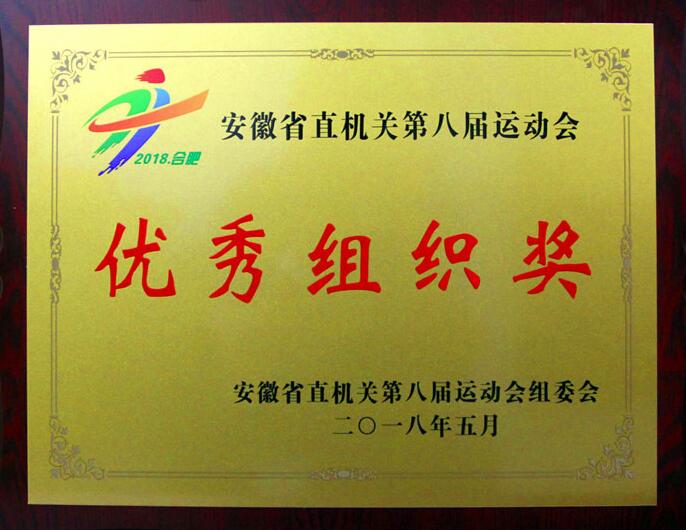 2018.合肥
安徽省直机关第八届运动会
优秀组织奖
安徽省直机关第八届运动会组委会
二〇一八年五月